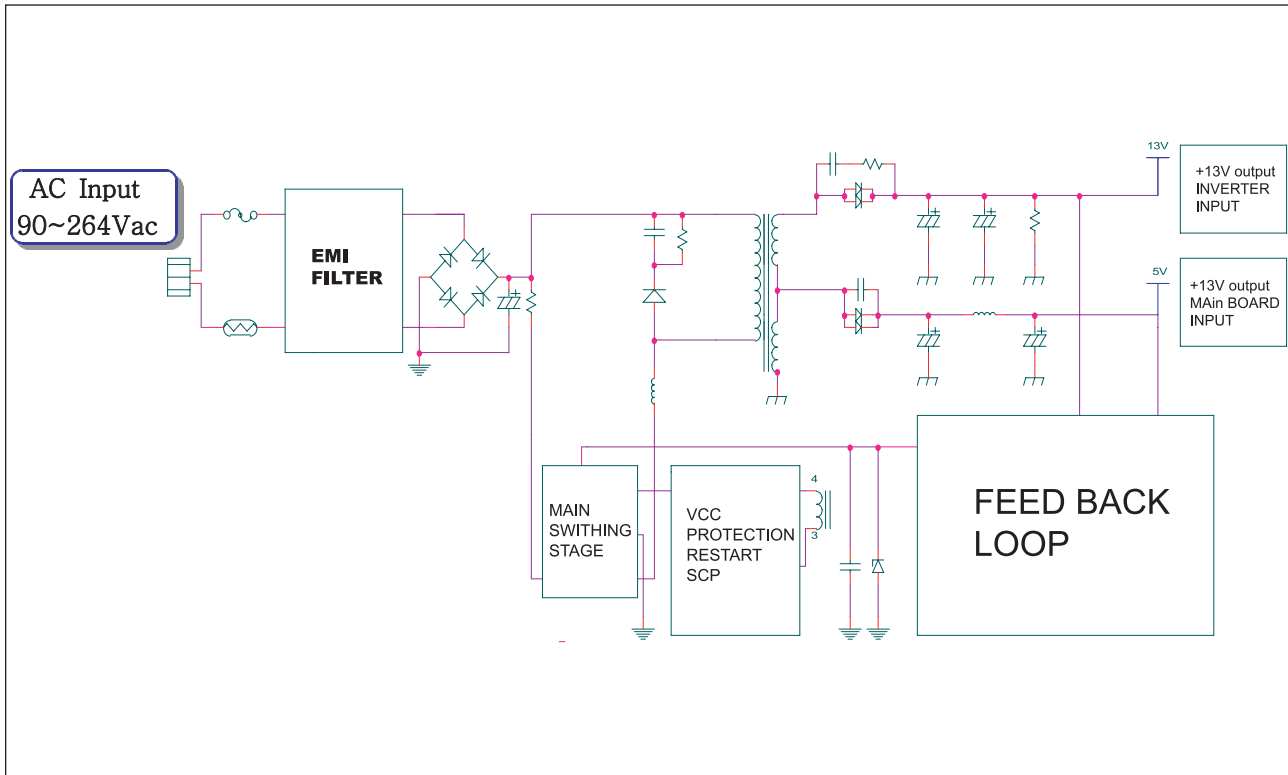 AC Input
90~264Vac
EMI
FILTER
13V
+13V output
INVERTER
INPUT
5V
+13V output
MAin BOARD
INPUT
MAIN
SWITHING
STAGE
VCC
PROTECTION
RESTART
SCP
4
3
FEED BACK
LOOP